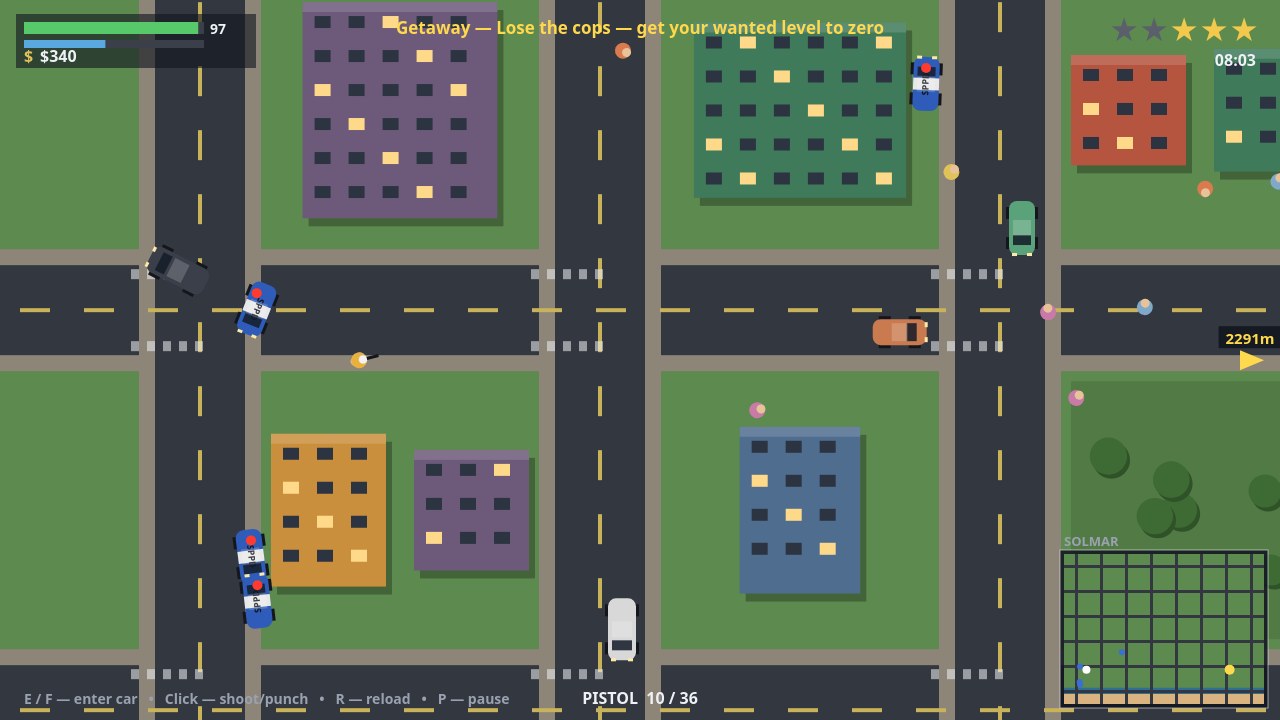 Getaway — Lose the cops — get your wanted level to zero
97
$ $340
08:03
2291m
SOLMAR
E / F — enter car • Click — shoot/punch • R — reload • P — pause
PISTOL 10 / 36